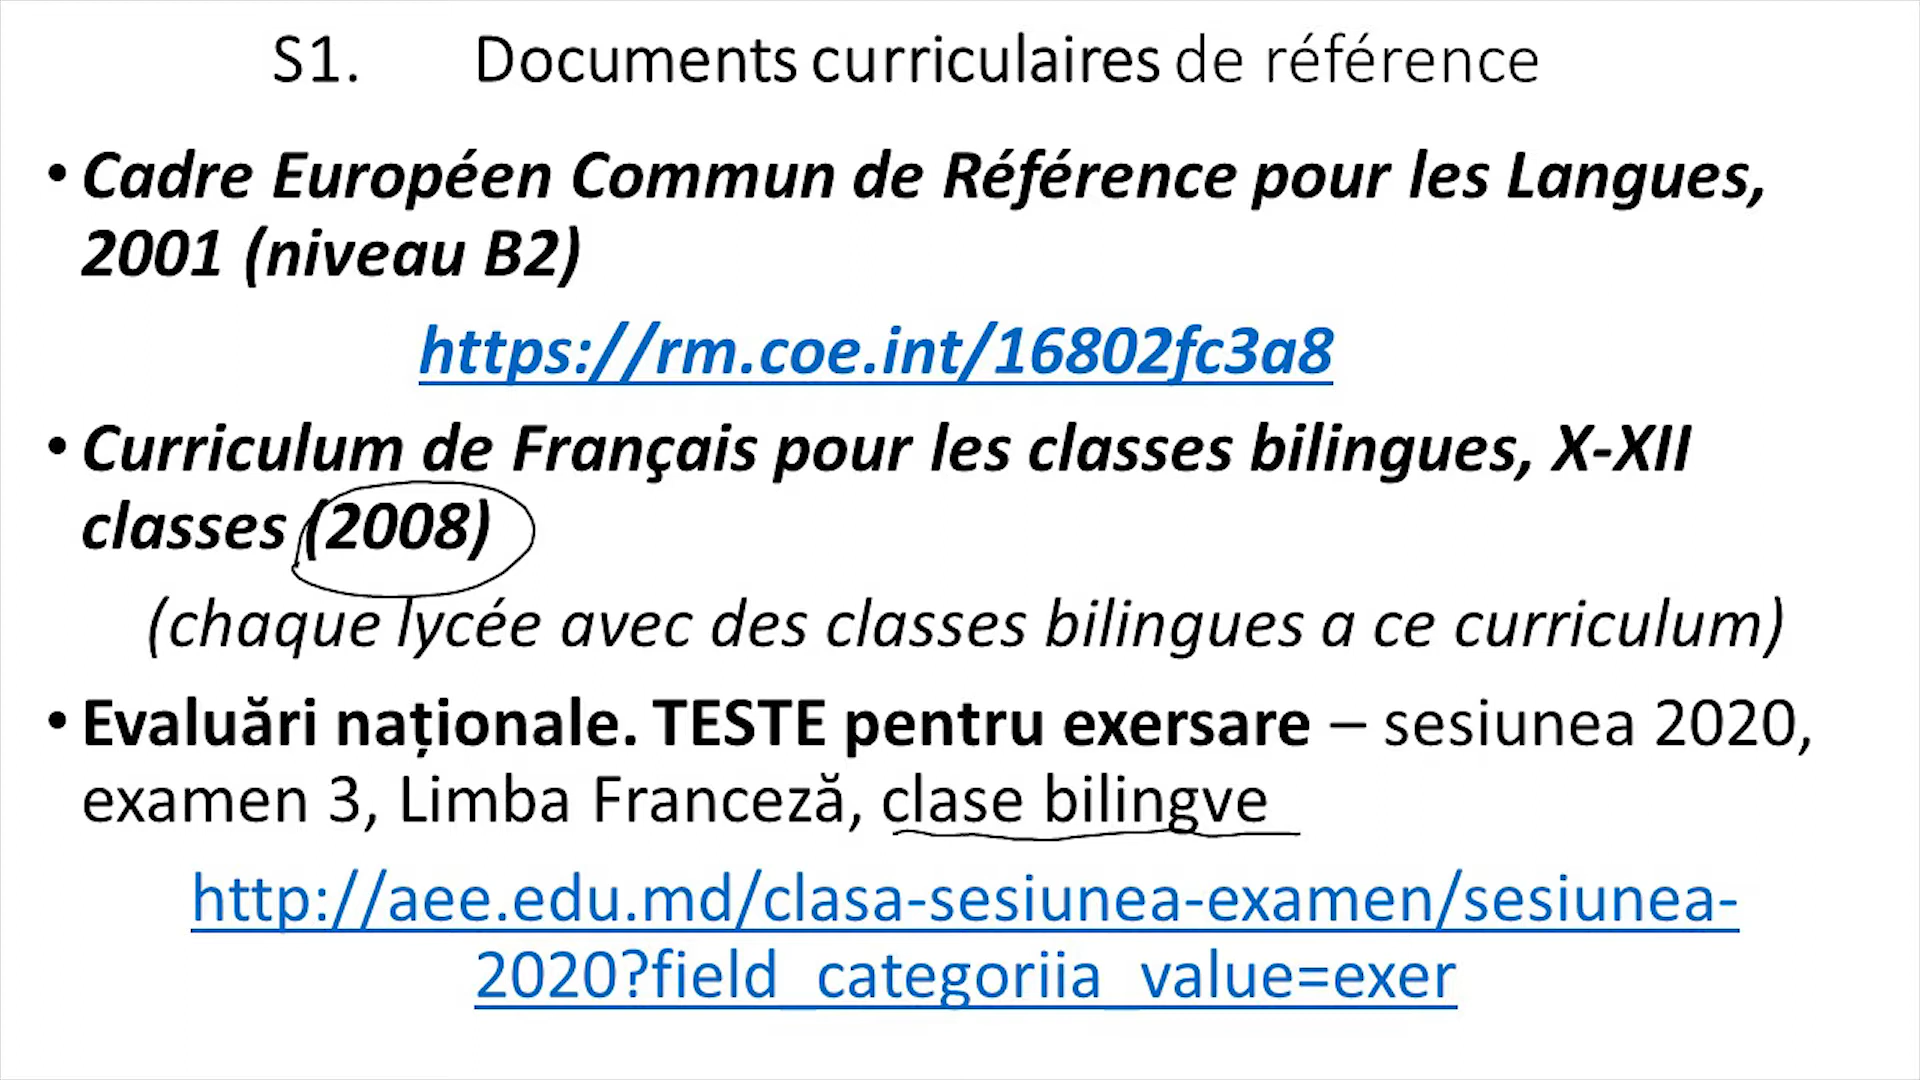 S1. Documents curriculaires de référence
• Cadre Européen Commun de Référence pour les Langues,
2001 (niveau B2)
https://rm.coe.int/16802fc3a8
• Curriculum de Français pour les classes bilingues, X-XII
classes (2008)
(chaque lycée avec des classes bilingues a ce curriculum)
• Evaluări naționale. TESTE pentru exersare – sesiunea 2020,
examen 3, Limba Franceză, clase bilingve
http://aee.edu.md/clasa-sesiunea-examen/sesiunea-
2020?field_categoriia_value=exer